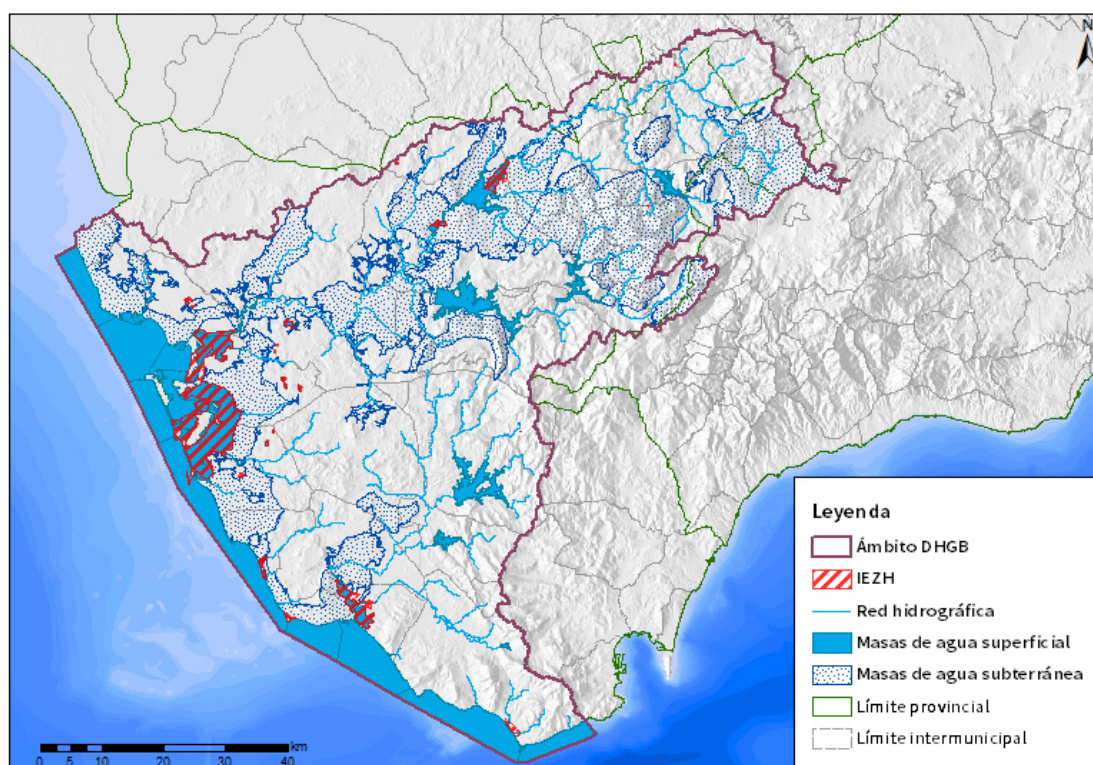 N
Leyenda
Ámbito DHGB
IEZH
Red hidrográfica
Masas de agua superficial
Masas de agua subterránea
Límite provincial
Límite intermunicipal
km
0 5 10 20 30 40